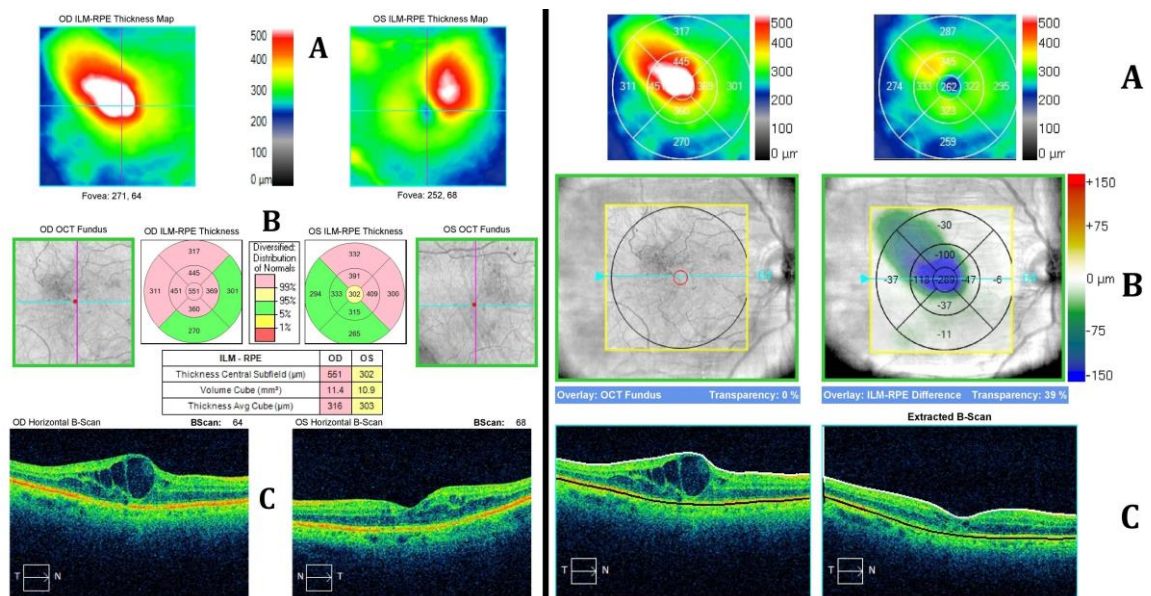 OD ILM-RPE Thickness Map
OS ILM-RPE Thickness Map
A
500
400
300
200
100
0 µm
500
400
300
200
100
0 µm
Fovea: 271, 64
Fovea: 252, 68
B
OD OCT Fundus
OD ILM-RPE Thickness
OS ILM-RPE Thickness
OS OCT Fundus
317
445
311 451 551 369 301
360
270
Diversified:
Distribution
of Normals
99%
95%
5%
1%
332
391
294 333 302 409 300
315
265
ILM - RPE OD OS
Thickness Central Subfield (µm) 551 302
Volume Cube (mm³) 11.4 10.9
Thickness Avg Cube (µm) 316 303
OD Horizontal B-Scan BScan: 64
OS Horizontal B-Scan BScan: 68
C
T N
N T
317
445
311 369 301
270
500
400
300
200
100
0 µm
287
345
274 333 262 322 295
323
259
500
400
300
200
100
0 µm
A
-30
-100
-37 -118 -289 -47 -6
-37
-11
+150
+75
0 µm
-75
-150
B
Overlay: OCT Fundus Transparency: 0 %
Overlay: ILM-RPE Difference Transparency: 39 %
Extracted B-Scan
C
T N
T N